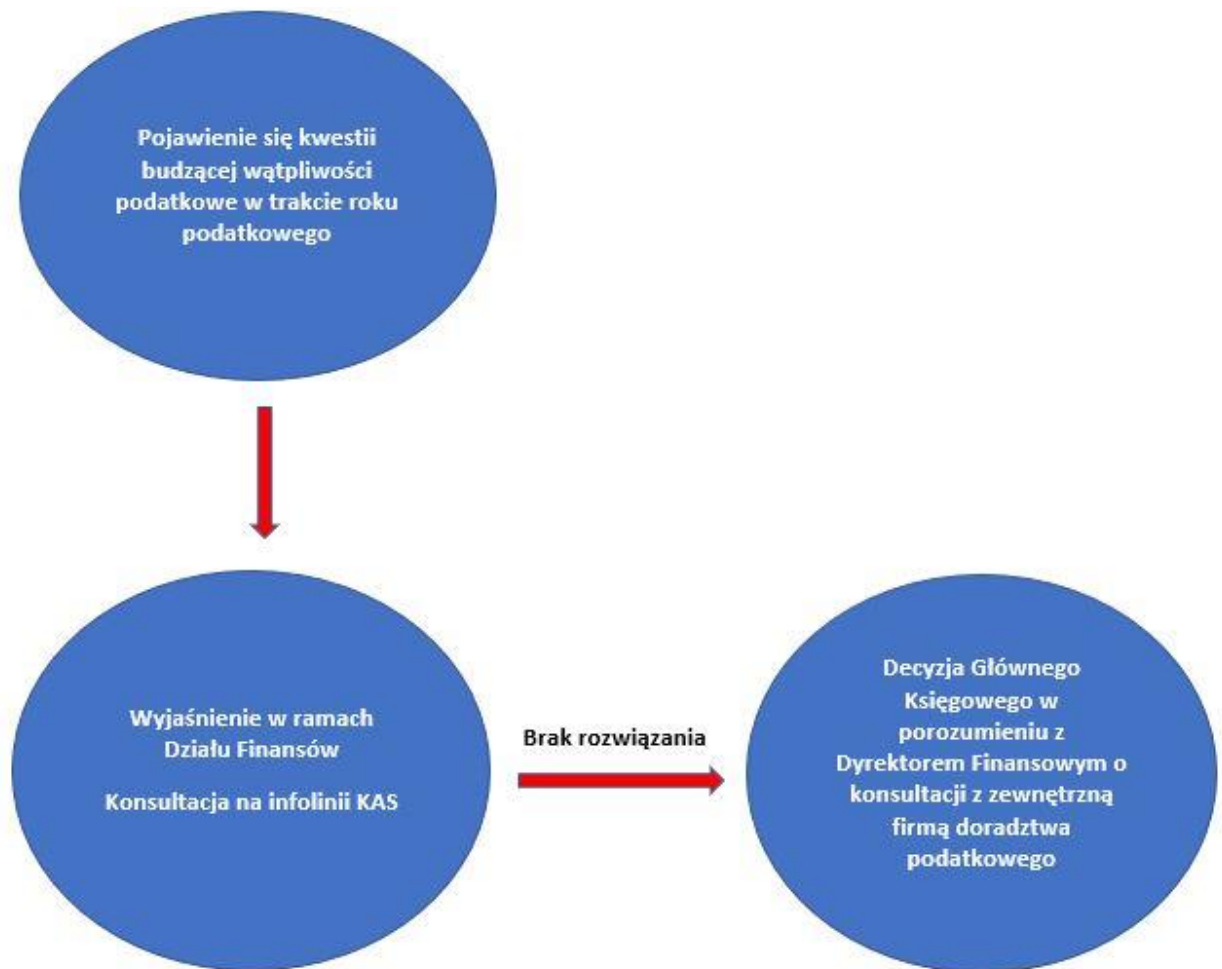 Pojawienie się kwestii
budzącej wątpliwości
podatkowe w trakcie roku
podatkowego
Wyjaśnienie w ramach
Działu Finansów
Konsultacja na infolinii KAS
Brak rozwiązania
Decyzja Głównego
Księgowego w
porozumieniu z
Dyrektorem Finansowym o
konsultacji z zewnętrzną
firmą doradztwa
podatkowego